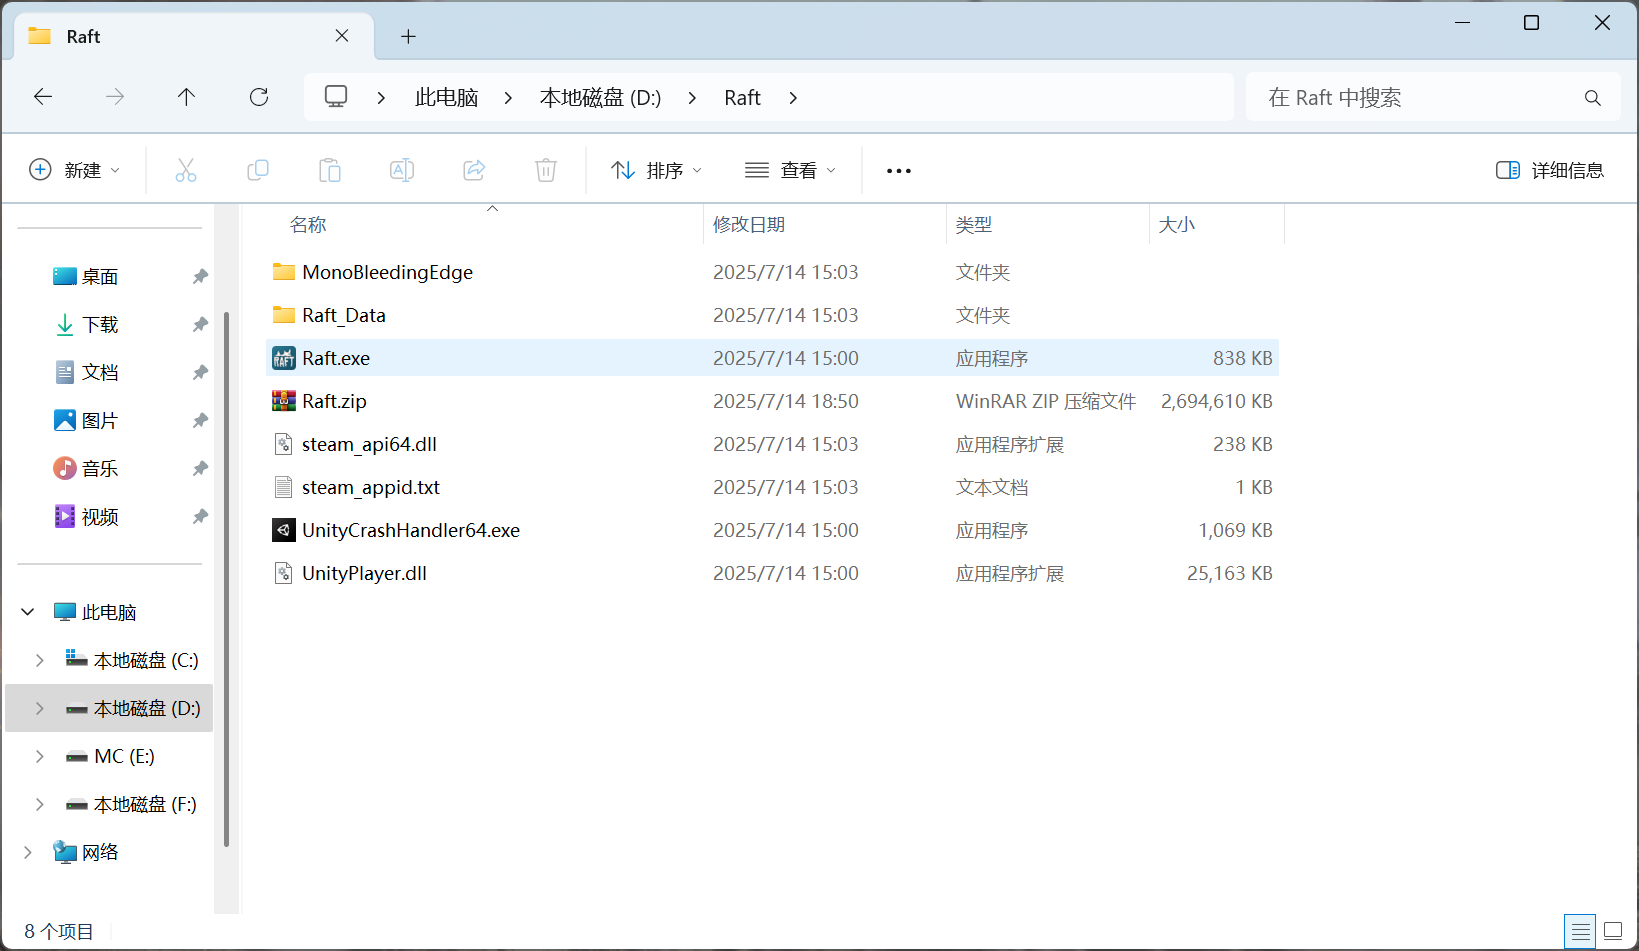 Raft
此电脑 本地磁盘 (D:) Raft
在 Raft 中搜索
新建 排序 查看 详细信息
名称 修改日期 类型 大小
MonoBleedingEdge 2025/7/14 15:03 文件夹
Raft_Data 2025/7/14 15:03 文件夹
Raft.exe 2025/7/14 15:00 应用程序 838 KB
Raft.zip 2025/7/14 18:50 WinRAR ZIP 压缩文件 2,694,610 KB
steam_api64.dll 2025/7/14 15:03 应用程序扩展 238 KB
steam_appid.txt 2025/7/14 15:03 文本文档 1 KB
UnityCrashHandler64.exe 2025/7/14 15:00 应用程序 1,069 KB
UnityPlayer.dll 2025/7/14 15:00 应用程序扩展 25,163 KB
桌面
下载
文档
图片
音乐
视频
此电脑
本地磁盘 (C:)
本地磁盘 (D:)
MC (E:)
本地磁盘 (F:)
网络
8 个项目